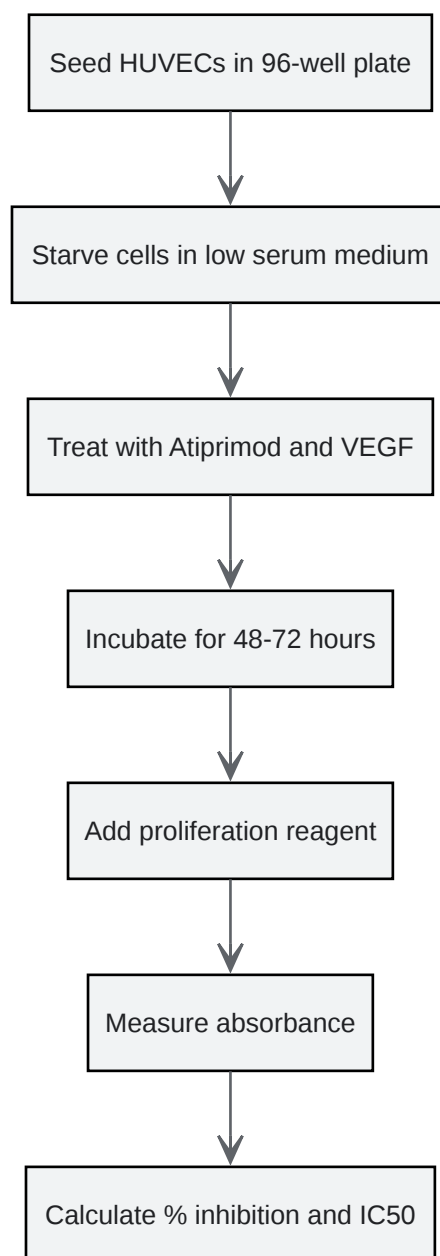 Seed HUVECs in 96-well plate
Starve cells in low serum medium
Treat with Atiprimod and VEGF
Incubate for 48-72 hours
Add proliferation reagent
Measure absorbance
Calculate % inhibition and IC50